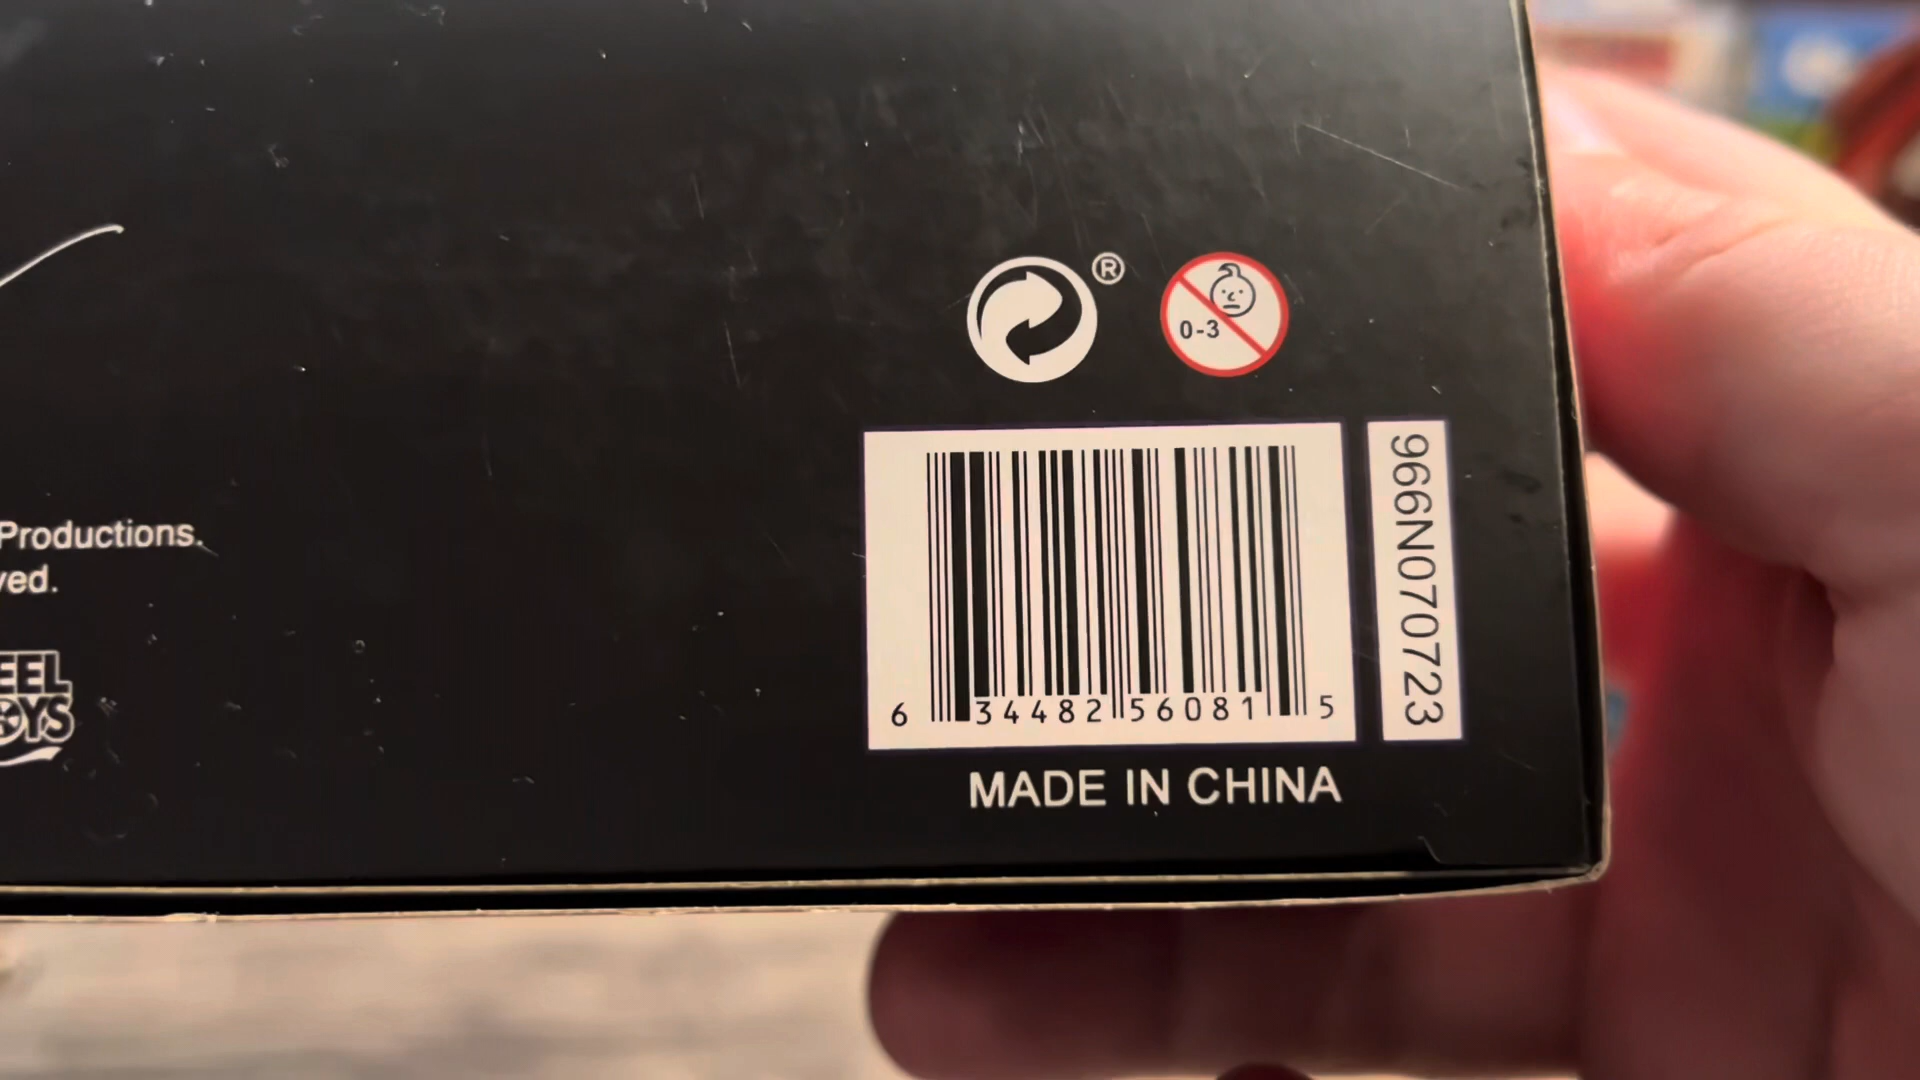 ®
0-3
Productions.
ved.
EEL
OYS
6 34482 56081 5
966N070723
MADE IN CHINA